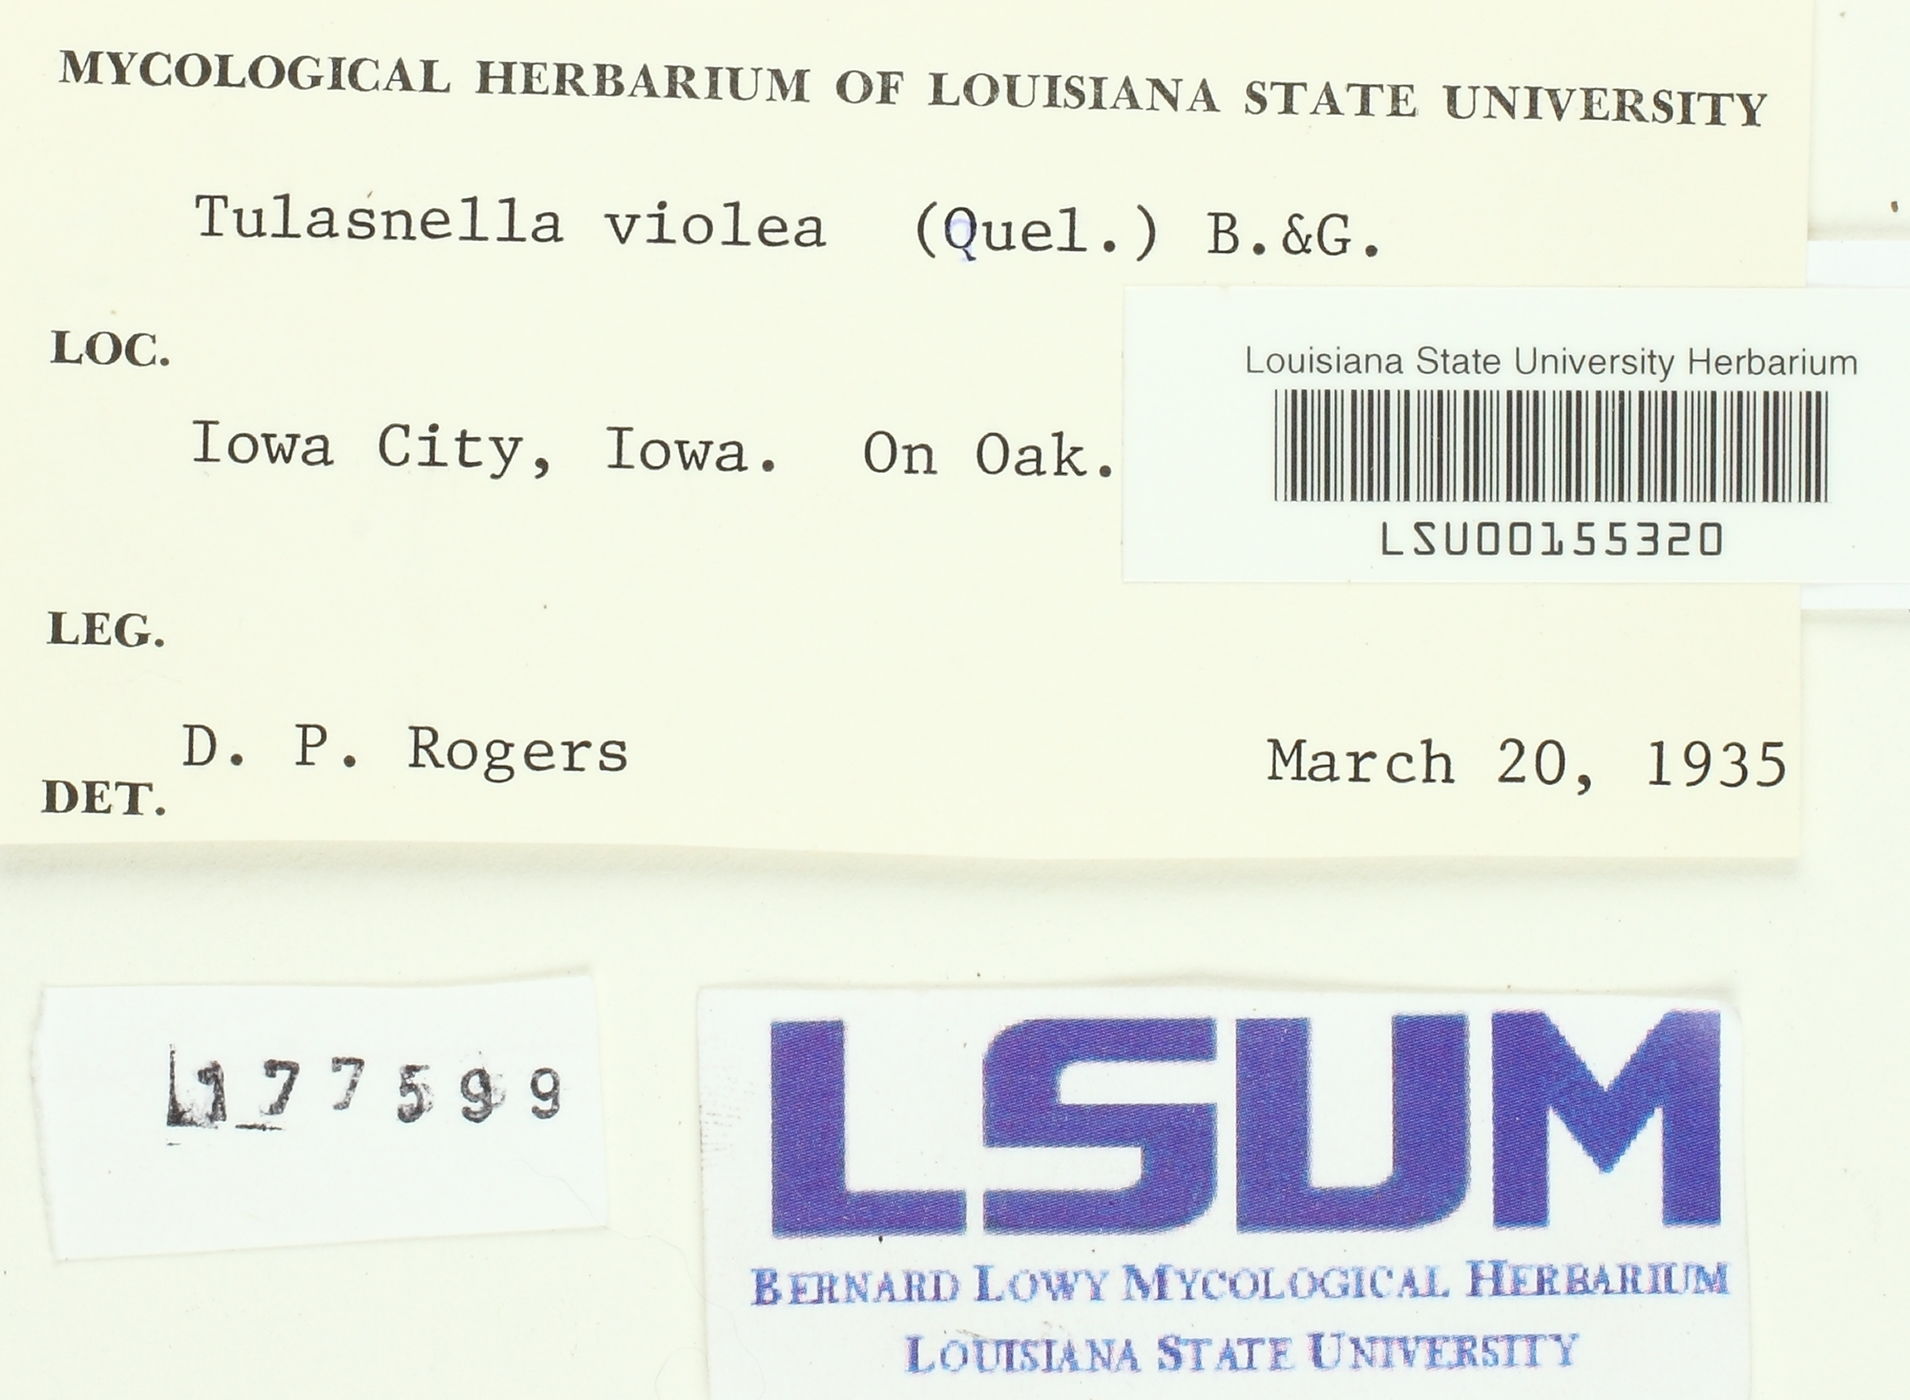 MYCOLOGICAL HERBARIUM OF LOUISIANA STATE UNIVERSITY
Tulasnella violea (Quel.) B.&G.
LOC.
Iowa City, Iowa. On Oak.
Louisiana State University Herbarium
LSU00155320
LEG.
D. P. Rogers March 20, 1935
DET.
177599
LSUM
BERNARD LOWY MYCOLOGICAL HERBARIUM
LOUISIANA STATE UNIVERSITY